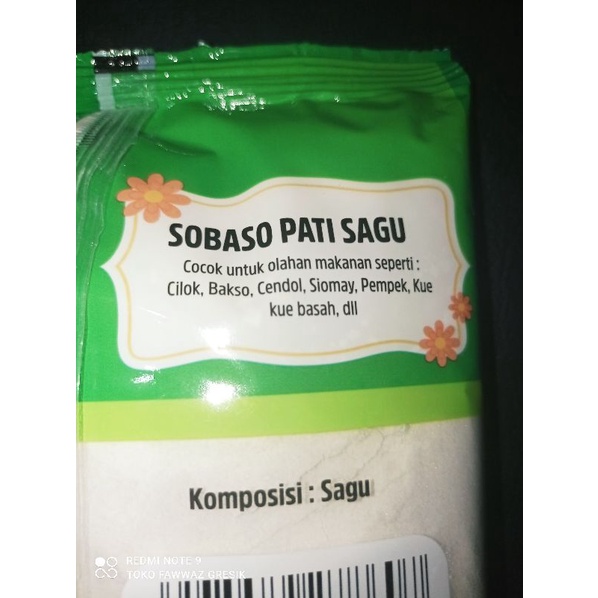 SOBASO PATI SAGU
Cocok untuk olahan makanan seperti :
Cilok, Bakso, Cendol, Siomay, Pempek, Kue
kue basah, dll
Komposisi : Sagu
REDMI NOTE 9
TOKO FAWWAZ GRESIK